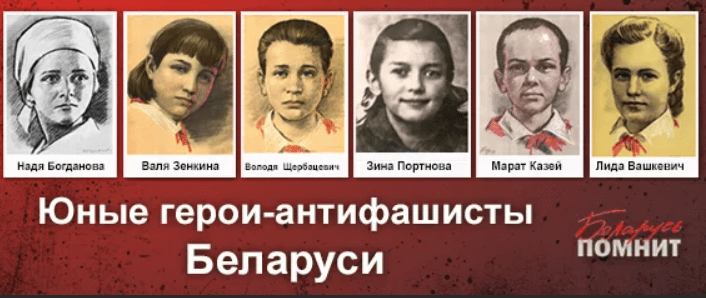 Надя Богданова
Валя Зенкина
Володя Щербацевич
Зина Портнова
Марат Казей
Лида Вашкевич
Юные герои-антифашисты
Беларуси
Беларусь
ПОМНИТ